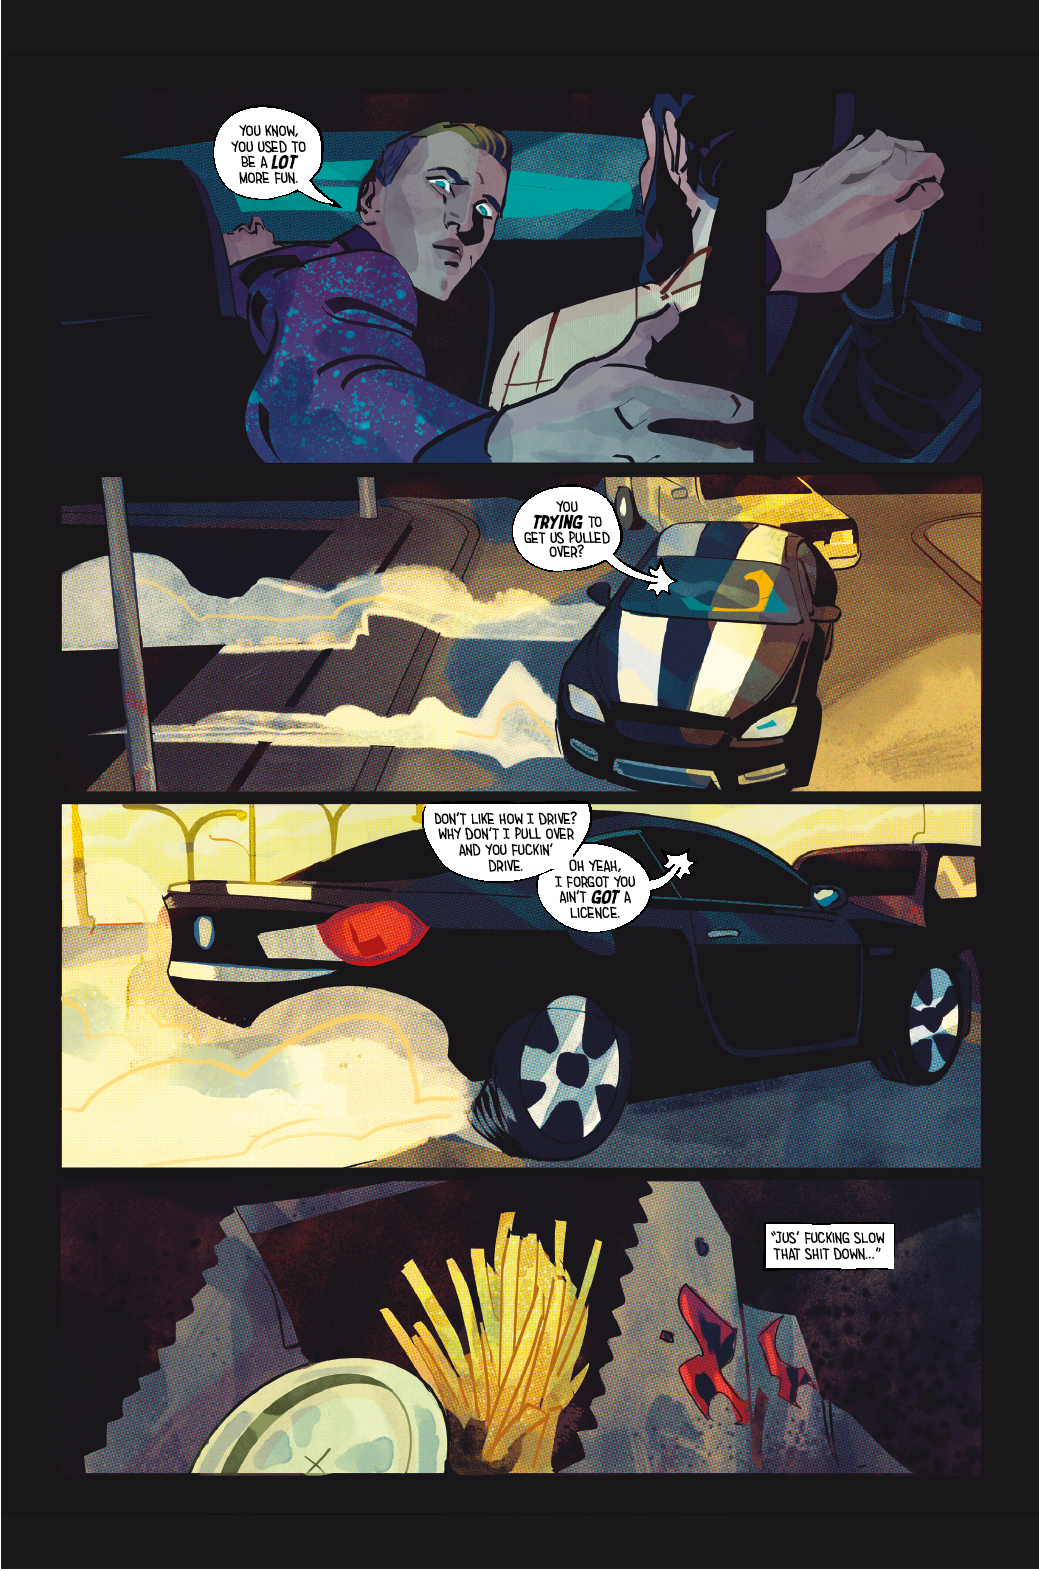 YOU KNOW,
YOU USED TO
BE A LOT
MORE FUN.
YOU
TRYING TO
GET US PULLED
OVER?
DON'T LIKE HOW I DRIVE?
WHY DON'T I PULL OVER
AND YOU FUCKIN'
DRIVE.
OH YEAH,
I FORGOT YOU
AIN'T GOT A
LICENCE.
"JUS' FUCKING SLOW
THAT SHIT DOWN..."